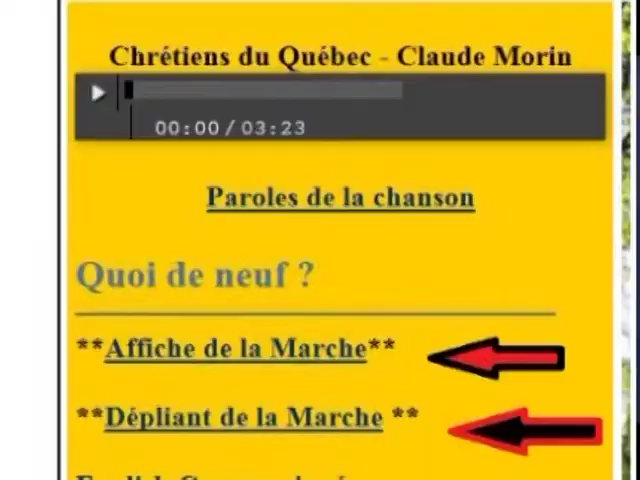 Chrétiens du Québec - Claude Morin
00:00 / 03:23
Paroles de la chanson
Quoi de neuf ?
**Affiche de la Marche**
**Dépliant de la Marche **